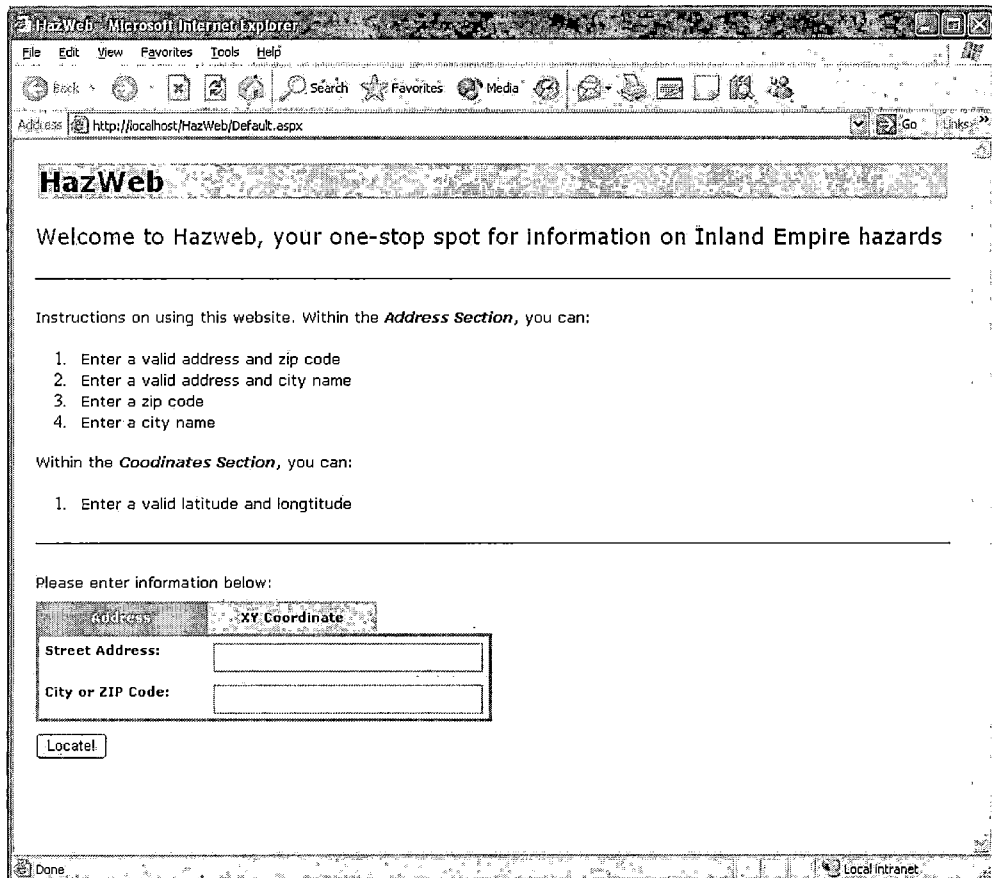 HazWeb - Microsoft Internet Explorer
File Edit View Favorites Tools Help
Back Search Favorites Media
Address http://localhost/HazWeb/Default.aspx Go Links »
HazWeb
Welcome to Hazweb, your one-stop spot for information on Inland Empire hazards
Instructions on using this website. Within the Address Section, you can:
1. Enter a valid address and zip code
2. Enter a valid address and city name
3. Enter a zip code
4. Enter a city name
Within the Coodinates Section, you can:
1. Enter a valid latitude and longtitude
Please enter information below:
Address XY Coordinate
Street Address:
City or ZIP Code:
Locate!
Done Local intranet